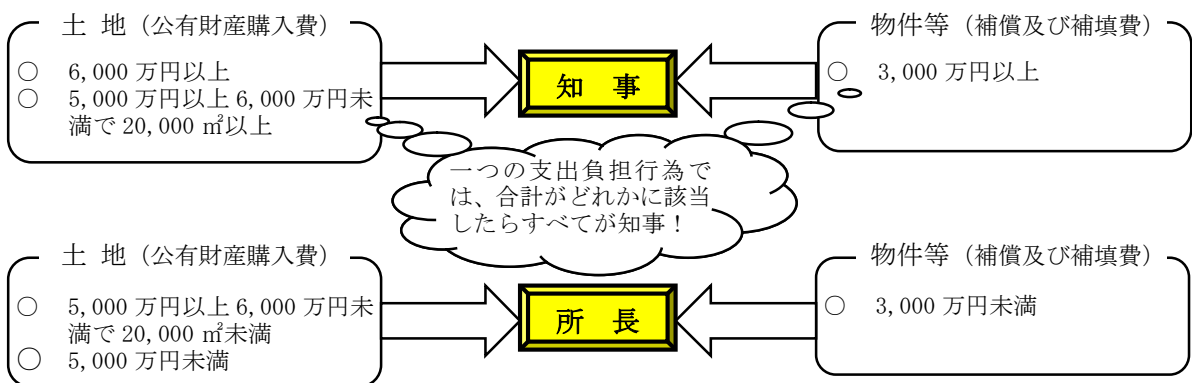 土 地（公有財産購入費）
○ 6,000 万円以上
○ 5,000 万円以上 6,000 万円未
満で 20,000 ㎡以上
知 事
物件等（補償及び補填費）
○ 3,000 万円以上
一つの支出負担行為で
は、合計がどれかに該当
したらすべてが知事！
土 地（公有財産購入費）
○ 5,000 万円以上 6,000 万円未
満で 20,000 ㎡未満
○ 5,000 万円未満
所 長
物件等（補償及び補填費）
○ 3,000 万円未満